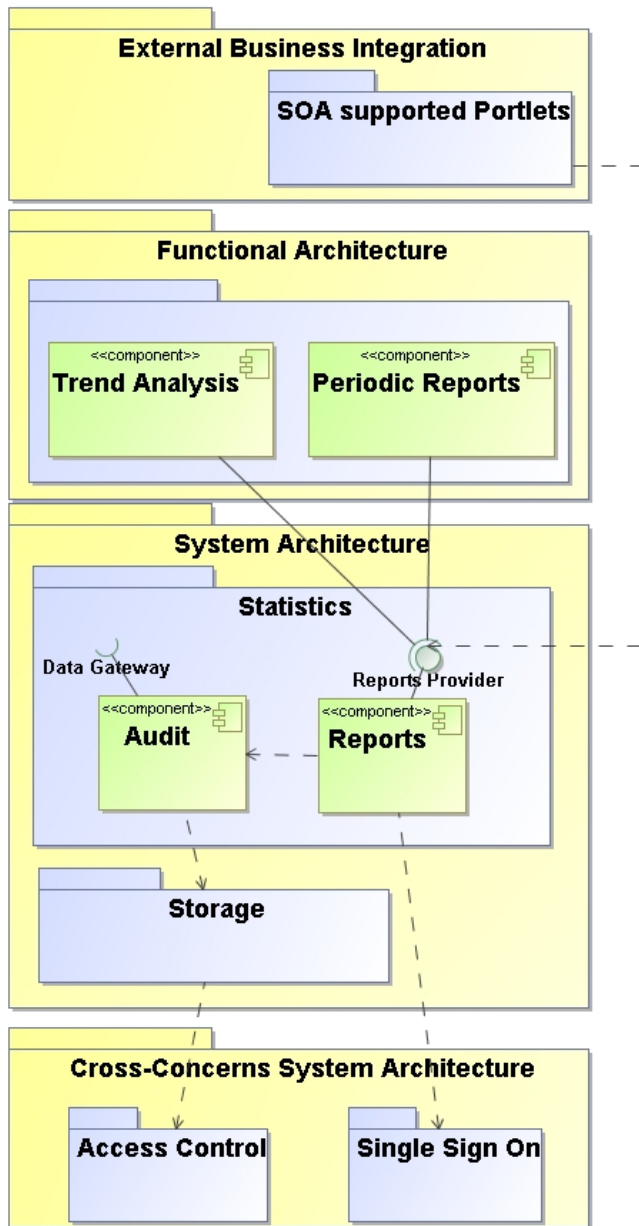 External Business Integration
SOA supported Portlets
Functional Architecture
<<component>>
Trend Analysis
<<component>>
Periodic Reports
System Architecture
Statistics
Data Gateway
Reports Provider
<<component>>
Audit
<<component>>
Reports
Storage
Cross-Concerns System Architecture
Access Control
Single Sign On